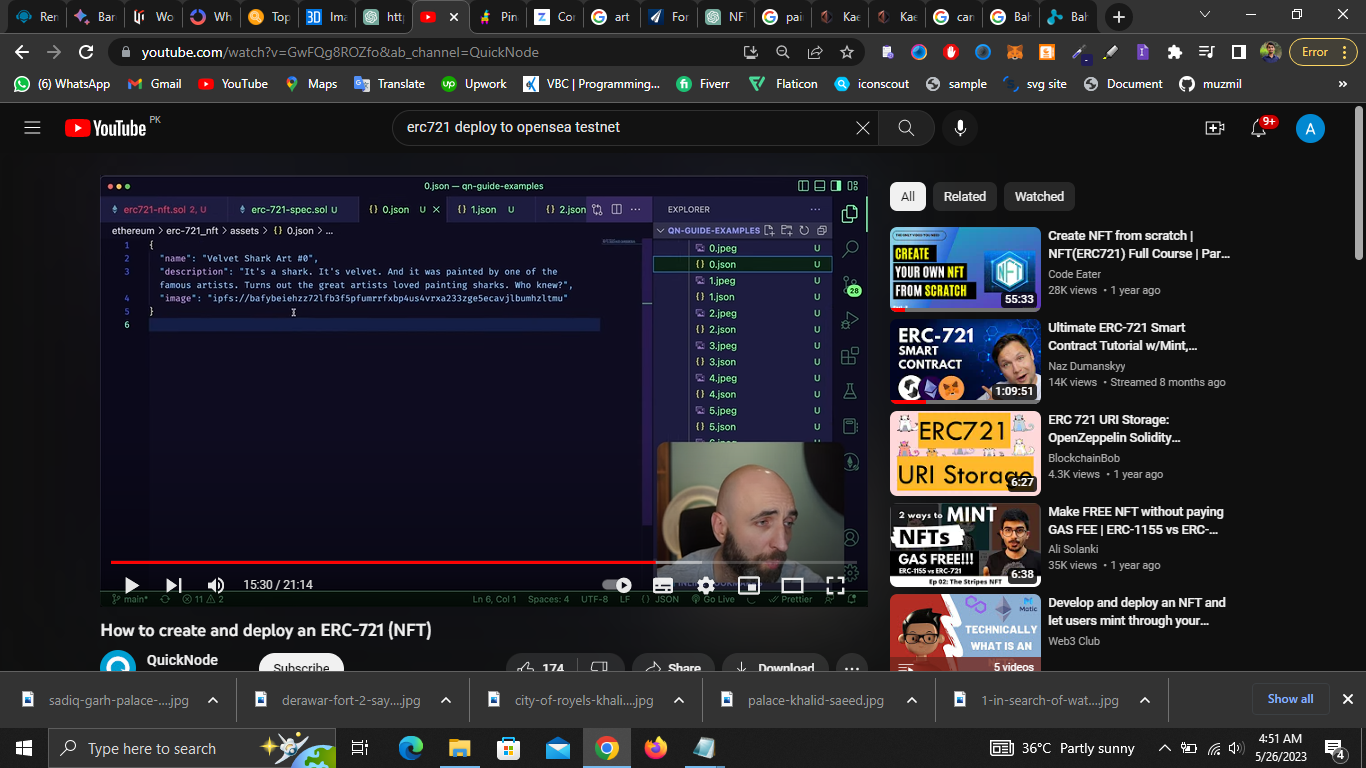 Rem
Bar
Wo
Wh
Top
3D Ima
http
Pin
Z Cor
art
For
NFT
pai
Kae
Kae
can
Bah
Bah
youtube.com/watch?v=GwFQg8ROZfo&ab_channel=QuickNode
Error
(6) WhatsApp
Gmail
YouTube
Maps
Translate
up Upwork
VBC | Programming...
fi Fiverr
Flaticon
iconscout
sample
svg site
Document
muzmil
»
YouTube PK
erc721 deploy to opensea testnet
9+
A
0.json — qn-guide-examples
erc721-nft.sol 2, U
erc-721-spec.sol U
{} 0.json U
{} 1.json U
{} 2.json
EXPLORER
ethereum > erc-721_nft > assets > {} 0.json > ...
QN-GUIDE-EXAMPLES
1 {
2 "name": "Velvet Shark Art #0",
3 "description": "It's a shark. It's velvet. And it was painted by one of the
famous artists. Turns out the great artists loved painting sharks. Who knew?",
4 "image": "ipfs://bafybeiehzz72lfb3f5pfumrrfxbp4us4vrxa233zge5ecavjlbumhzltmu"
5 }
6
0.jpeg U
{} 0.json U
1.jpeg U
{} 1.json U
2.jpeg U
{} 2.json U
3.jpeg U
{} 3.json U
4.jpeg U
{} 4.json U
5.jpeg U
{} 5.json U
28
15:30 / 21:14
main*
11 2
Ln 6, Col 1
Spaces: 4
UTF-8
LF
{} JSON
Go Live
Prettier
How to create and deploy an ERC-721 (NFT)
QuickNode
Subscribe
174
Share
Download
All
Related
Watched
CREATE
YOUR OWN NFT
FROM SCRATCH
55:33
Create NFT from scratch |
NFT(ERC721) Full Course | Par...
Code Eater
28K views • 1 year ago
ERC-721
SMART
CONTRACT
1:09:51
Ultimate ERC-721 Smart
Contract Tutorial w/Mint,...
Naz Dumanskyy
14K views • Streamed 8 months ago
ERC721
URI Storage
6:27
ERC 721 URI Storage:
OpenZeppelin Solidity...
BlockchainBob
4.3K views • 1 year ago
2 ways to MINT
NFTs
GAS FREE!!!
ERC-1155 vs ERC-721
Ep 02: The Stripes NFT
6:38
Make FREE NFT without paying
GAS FEE | ERC-1155 vs ERC-...
Ali Solanki
35K views • 1 year ago
Matic
TECHNICALLY
WHAT IS AN
5 videos
Develop and deploy an NFT and
let users mint through your...
Web3 Club
sadiq-garh-palace-....jpg
derawar-fort-2-say....jpg
city-of-royels-khali....jpg
palace-khalid-saeed.jpg
1-in-search-of-wat....jpg
Show all
Type here to search
36°C Partly sunny
4:51 AM
5/26/2023
4